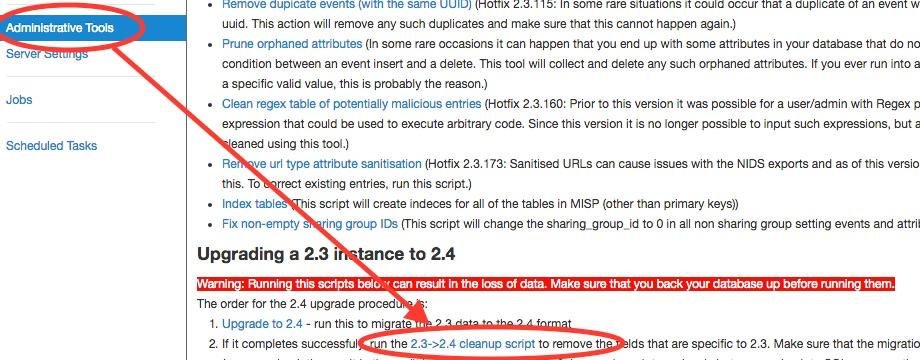 Remove duplicate events (with the same UUID) (Hotfix 2.3.115: In some rare situations it could occur that a duplicate of an event w
Administrative Tools
uuid. This action will remove any such duplicates and make sure that this cannot happen again.)
Server Settings
Prune orphaned attributes (In some rare occasions it can happen that you end up with some attributes in your database that do no
condition between an event insert and a delete. This tool will collect and delete any such orphaned attributes. If you ever run into a
a specific valid value, this is probably the reason.)
Jobs
Clean regex table of potentially malicious entries (Hotfix 2.3.160: Prior to this version it was possible for a user/admin with Regex p
expression that could be used to execute arbitrary code. Since this version it is no longer possible to input such expressions, but a
Scheduled Tasks
cleaned using this tool.)
Remove url type attribute sanitisation (Hotfix 2.3.173: Sanitised URLs can cause issues with the NIDS exports and as of this versio
this. To correct existing entries, run this script.)
Index tables (This script will create indeces for all of the tables in MISP (other than primary keys))
Fix non-empty sharing group IDs (This script will change the sharing_group_id to 0 in all non sharing group setting events and attri
Upgrading a 2.3 instance to 2.4
Warning: Running this scripts below can result in the loss of data. Make sure that you back your database up before running them.
The order for the 2.4 upgrade procedure is:
1. Upgrade to 2.4 - run this to migrate the 2.3 data to the 2.4 format
2. If it completes successfuly, run the 2.3->2.4 cleanup script to remove the fields that are specific to 2.3. Make sure that the migratio